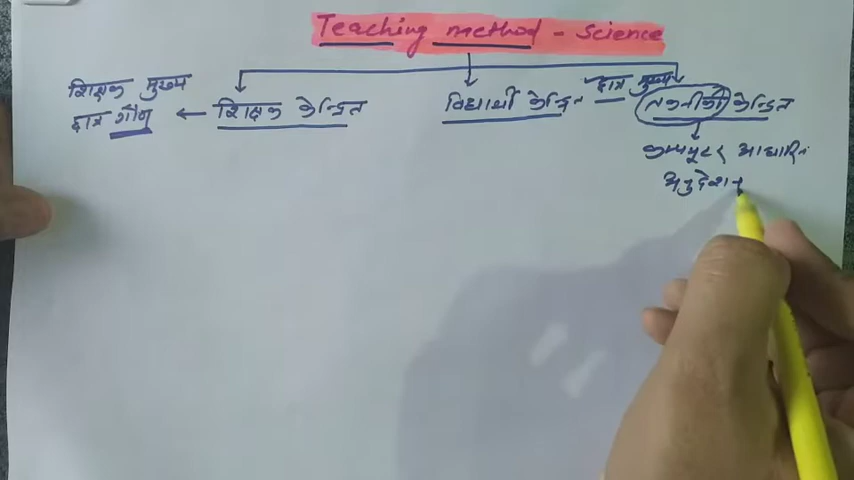 Teaching method - Science
शिक्षक मुख्य
छात्र गौण ← शिक्षक केन्द्रित
विद्यार्थी केन्द्रित
छात्र मुख्य
तकनीकी केन्द्रित
कम्प्यूटर आधारित
अनुदेशन